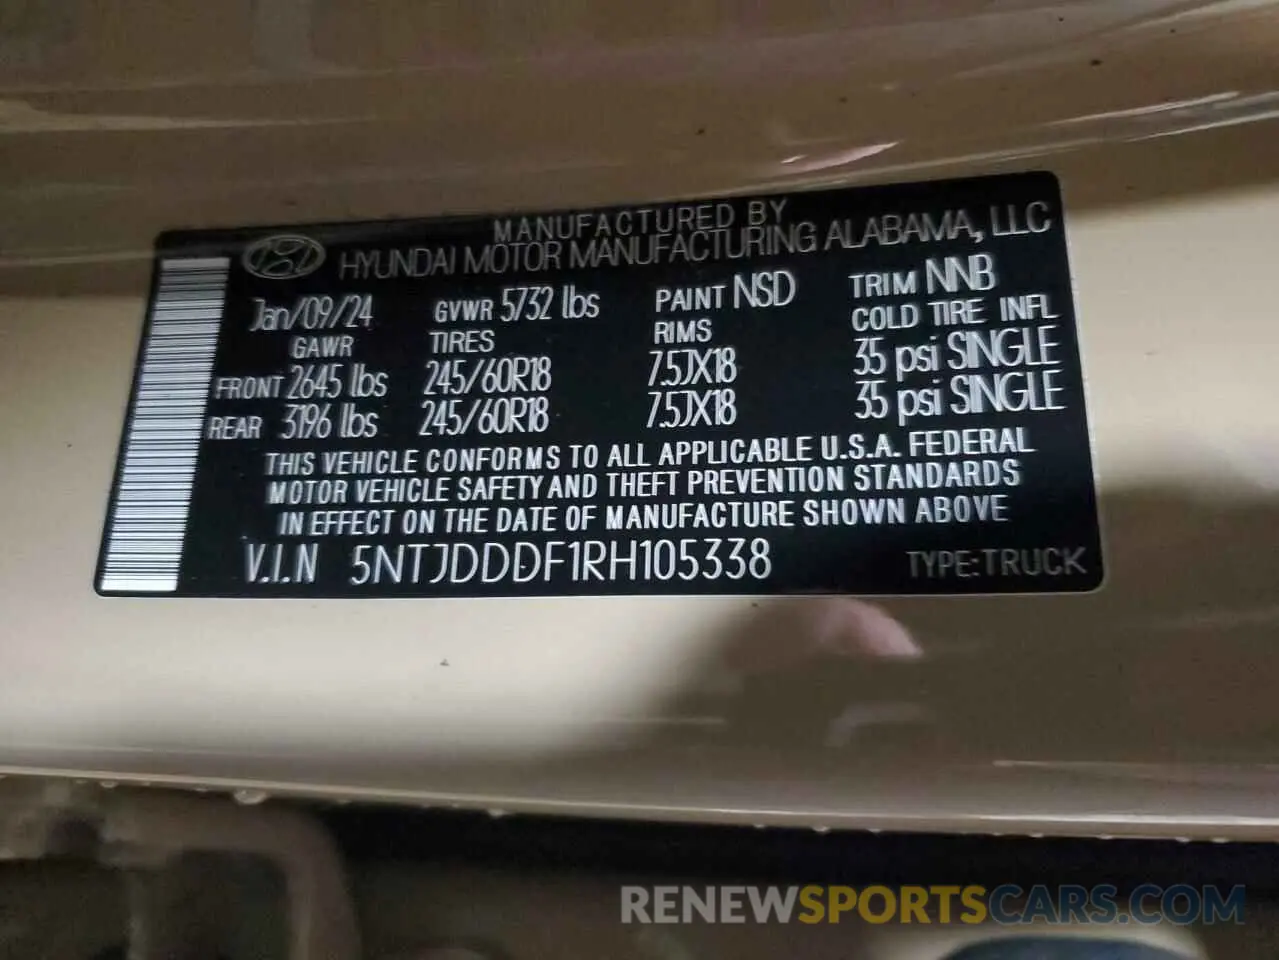 MANUFACTURED BY
HYUNDAI MOTOR MANUFACTURING ALABAMA, LLC
Jan/09/24 GVWR 5732 lbs PAINT NSD TRIM NNB
GAWR TIRES RIMS COLD TIRE INFL
FRONT 2645 lbs 245/60R18 7.5JX18 35 psi SINGLE
REAR 3196 lbs 245/60R18 7.5JX18 35 psi SINGLE
THIS VEHICLE CONFORMS TO ALL APPLICABLE U.S.A. FEDERAL
MOTOR VEHICLE SAFETY AND THEFT PREVENTION STANDARDS
IN EFFECT ON THE DATE OF MANUFACTURE SHOWN ABOVE
V.I.N 5NTJDDDF1RH105338 TYPE:TRUCK
RENEWSPORTSCARS.COM